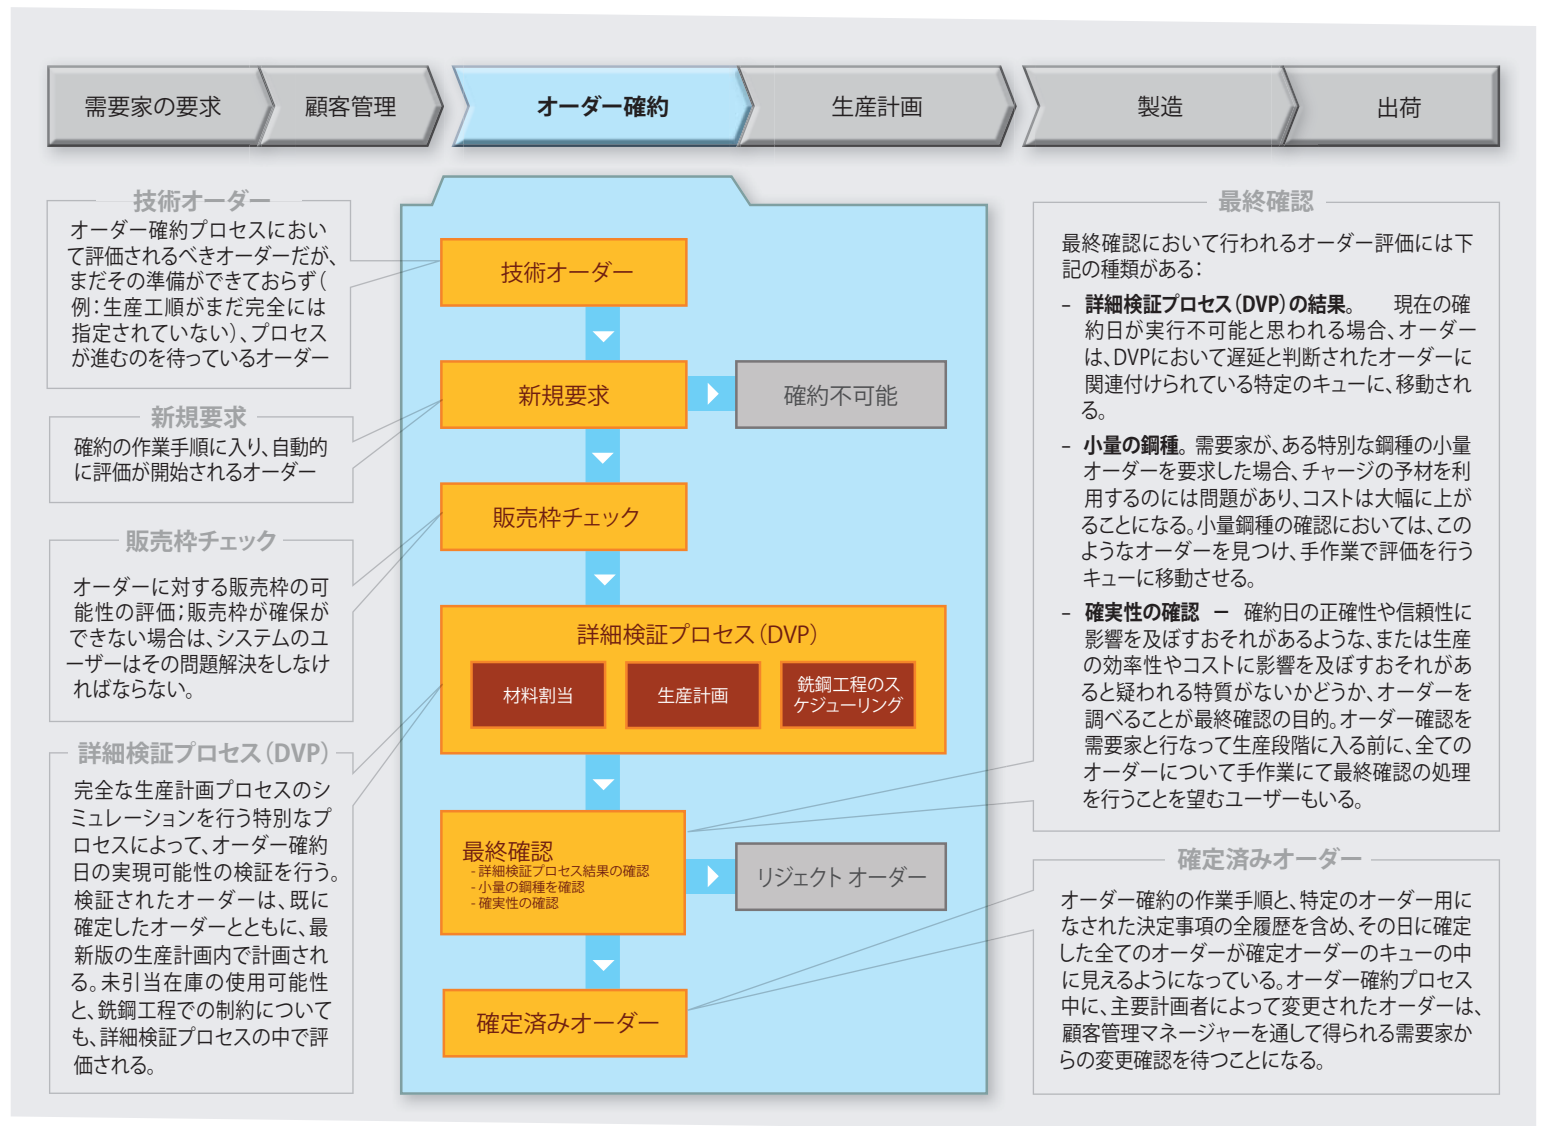 需要家の要求
顧客管理
オーダー確約
生産計画
製造
出荷
技術オーダー
オーダー確約プロセスにおい
て評価されるべきオーダーだが、
まだその準備ができておらず（
例：生産工順がまだ完全には
指定されていない）、プロセス
が進むのを待っているオーダー
新規要求
確約の作業手順に入り、自動的
に評価が開始されるオーダー
販売枠チェック
オーダーに対する販売枠の可
能性の評価；販売枠が確保が
できない場合は、システムのユ
ーザーはその問題解決をしなけ
ればならない。
詳細検証プロセス（DVP）
完全な生産計画プロセスのシ
ミュレーションを行う特別なプ
ロセスによって、オーダー確約
日の実現可能性の検証を行う。
検証されたオーダーは、既に
確定したオーダーとともに、最
新版の生産計画内で計画され
る。未引当在庫の使用可能性
と、銑鋼工程での制約について
も、詳細検証プロセスの中で評
価される。
技術オーダー
新規要求
確約不可能
販売枠チェック
詳細検証プロセス（DVP）
材料割当
生産計画
銑鋼工程のス
ケジューリング
最終確認
- 詳細検証プロセス結果の確認
- 小量の鋼種を確認
- 確実性の確認
リジェクト オーダー
確定済みオーダー
最終確認
最終確認において行われるオーダー評価には下
記の種類がある：
– 詳細検証プロセス（DVP）の結果。 現在の確
約日が実行不可能と思われる場合、オーダー
は、DVPにおいて遅延と判断されたオーダーに
関連付けられている特定のキューに、移動され
る。
– 小量の鋼種。需要家が、ある特別な鋼種の小量
オーダーを要求した場合、チャージの予材を利
用するのには問題があり、コストは大幅に上が
ることになる。小量鋼種の確認においては、この
ようなオーダーを見つけ、手作業で評価を行う
キューに移動させる。
– 確実性の確認 － 確約日の正確性や信頼性に
影響を及ぼすおそれがあるような、または生産
の効率性やコストに影響を及ぼすおそれがあ
ると疑われる特質がないかどうか、オーダーを
調べることが最終確認の目的。オーダー確認を
需要家と行なって生産段階に入る前に、全ての
オーダーについて手作業にて最終確認の処理
を行うことを望むユーザーもいる。
確定済みオーダー
オーダー確約の作業手順と、特定のオーダー用に
なされた決定事項の全履歴を含め、その日に確定
した全てのオーダーが確定オーダーのキューの中
に見えるようになっている。オーダー確約プロセス
中に、主要計画者によって変更されたオーダーは、
顧客管理マネージャーを通して得られる需要家か
らの変更確認を待つことになる。